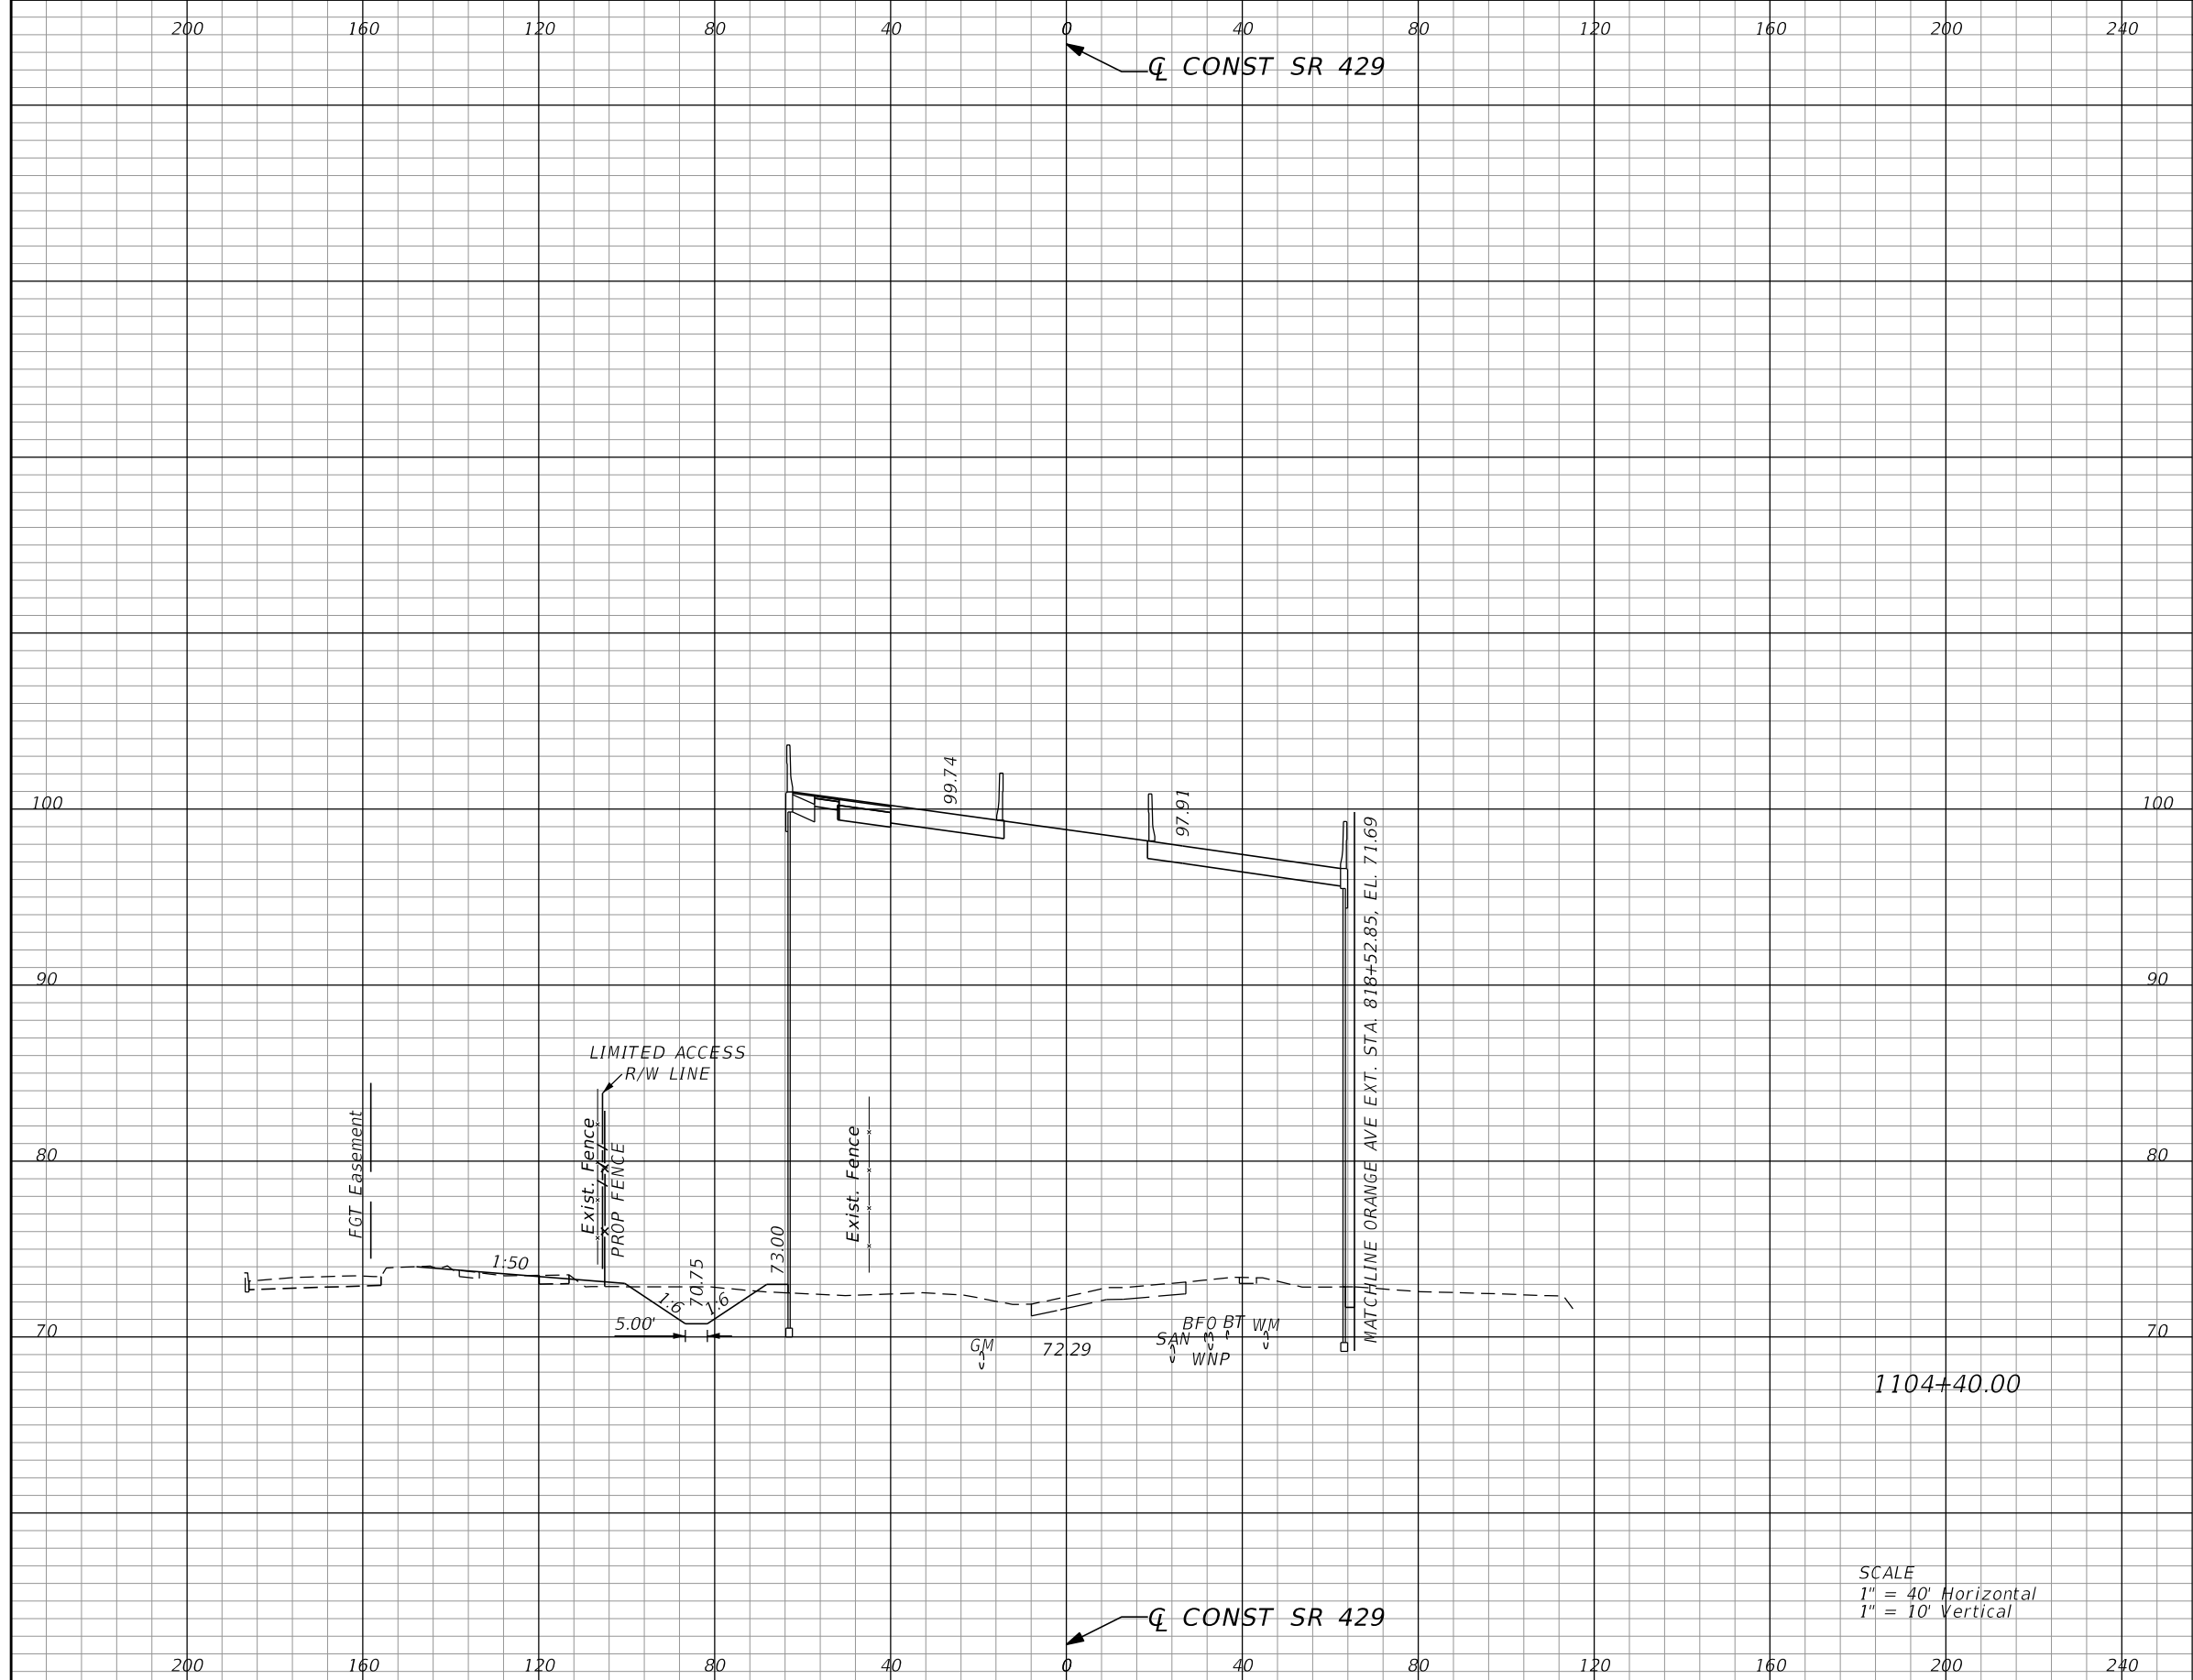 200 160 120 80 40 0 40 80 120 160 200 240
℄ CONST SR 429
99.74
97.91
100 100
MATCHLINE ORANGE AVE EXT. STA. 818+52.85, EL. 71.69
90 90
LIMITED ACCESS
R/W LINE
FGT Easement
Exist. Fence
PROP FENCE
Exist. Fence
80 80
73.00
1:50
10.75
1:6
1:6
5.00'
70 70
GM
72.29
SAN
BFO
BT
WM
WNP
1104+40.00
SCALE
1" = 40' Horizontal
1" = 10' Vertical
℄ CONST SR 429
200 160 120 80 40 0 40 80 120 160 200 240